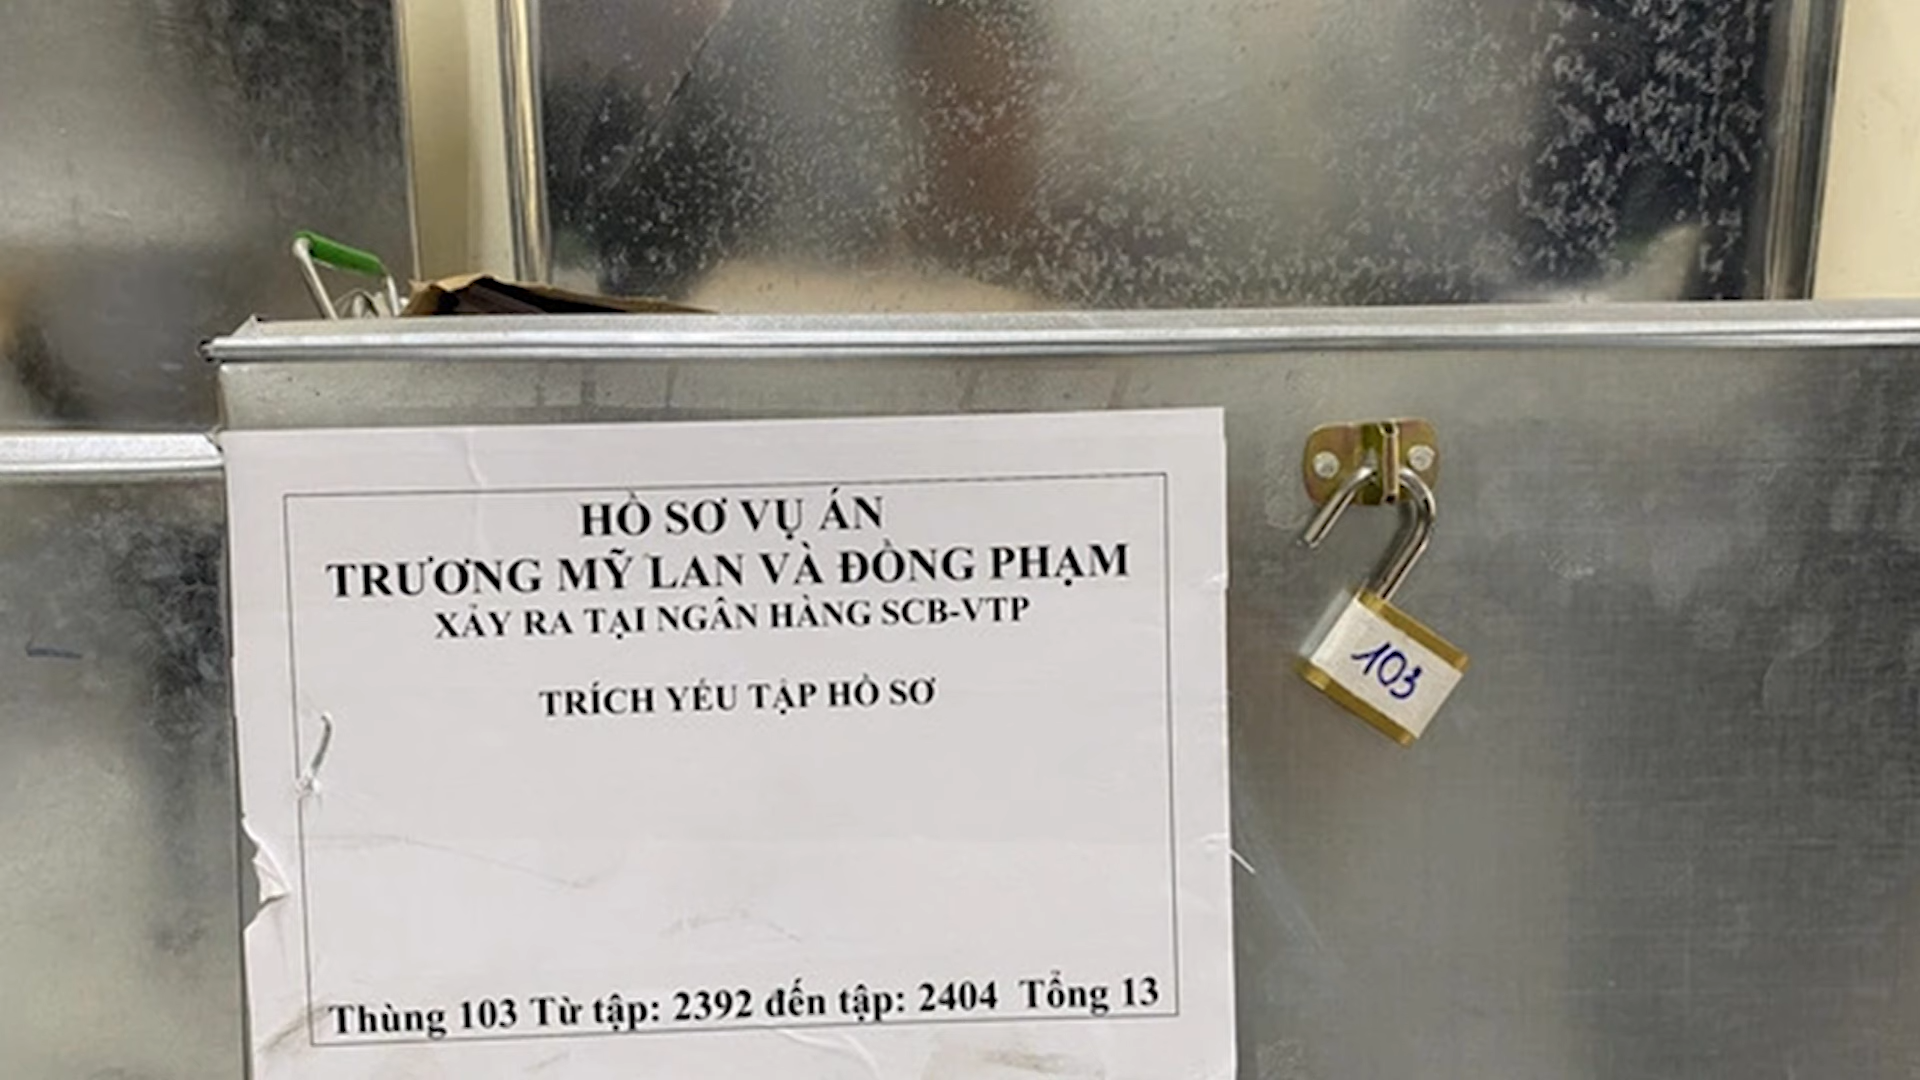 HỒ SƠ VỤ ÁN
TRƯƠNG MỸ LAN VÀ ĐỒNG PHẠM
XẢY RA TẠI NGÂN HÀNG SCB-VTP
TRÍCH YẾU TẬP HỒ SƠ
Thùng 103 Từ tập: 2392 đến tập: 2404 Tổng 13
103